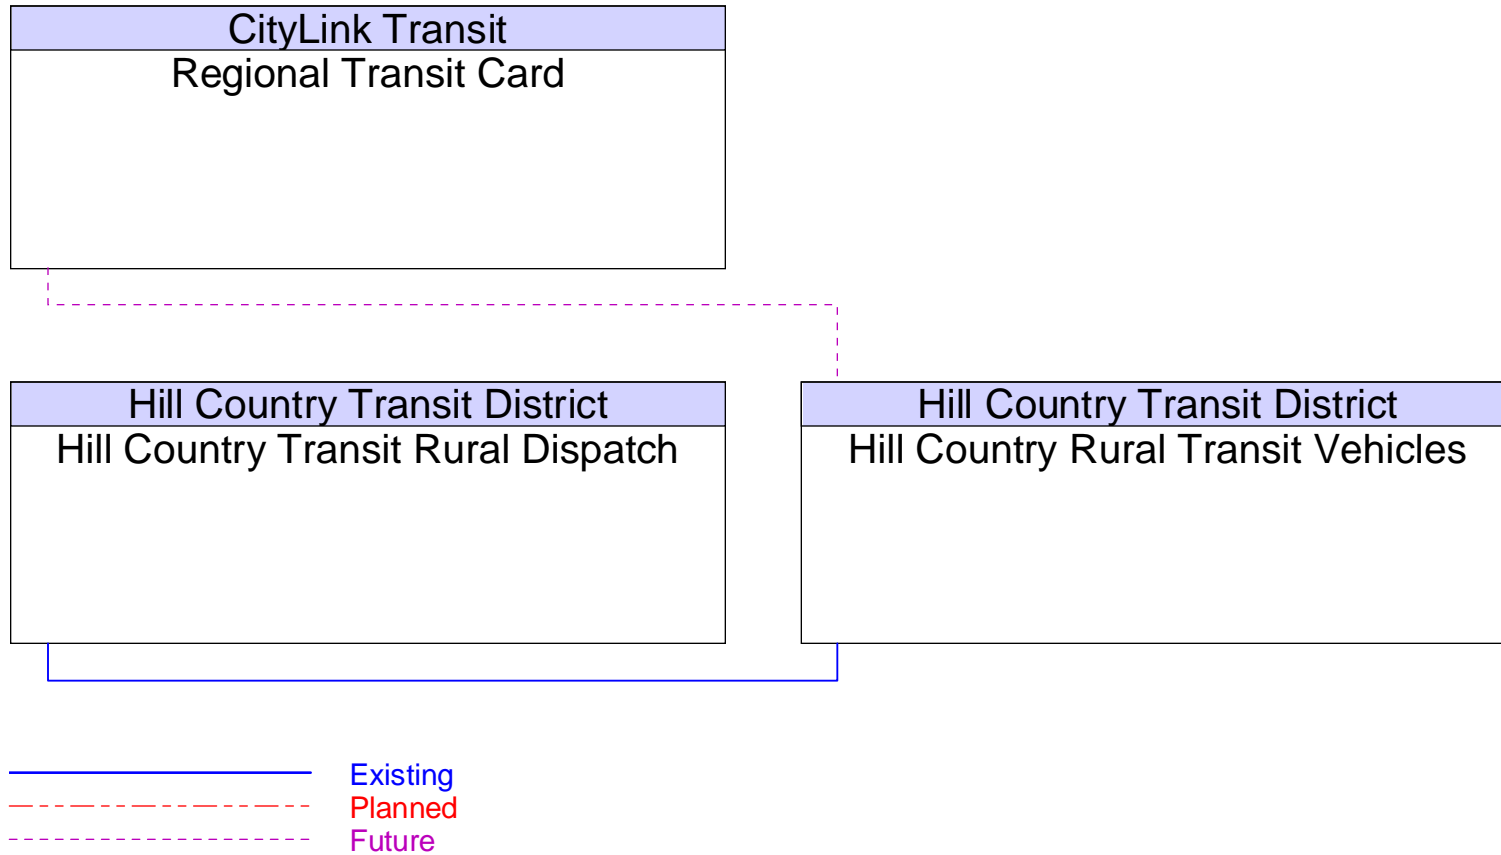 CityLink Transit
Regional Transit Card
Hill Country Transit District
Hill Country Transit Rural Dispatch
Hill Country Transit District
Hill Country Rural Transit Vehicles
Existing
Planned
Future